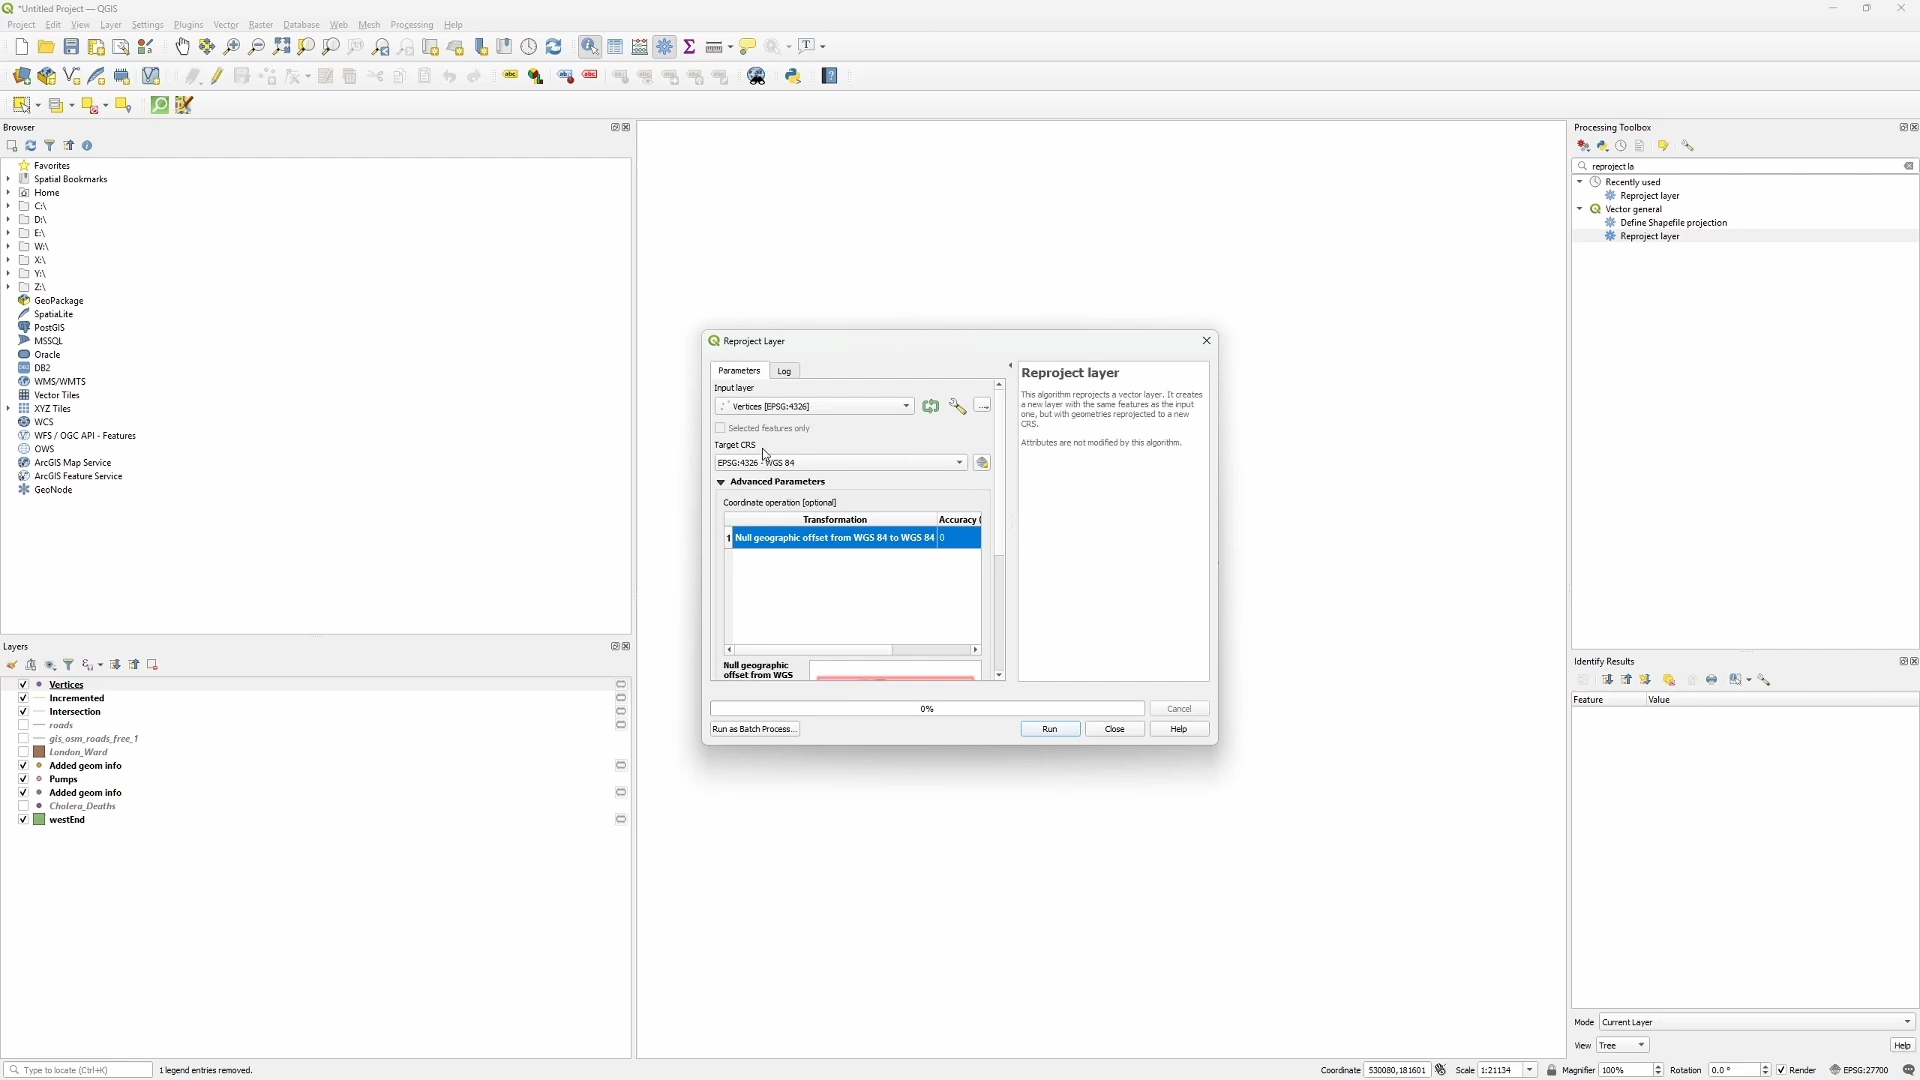 *Untitled Project — QGIS
Project Edit View Layer Settings Plugins Vector Raster Database Web Mesh Processing Help
Browser
Favorites
Spatial Bookmarks
Home
C:\
D:\
E:\
W:\
X:\
Y:\
Z:\
GeoPackage
SpatiaLite
PostGIS
MSSQL
Oracle
DB2
WMS/WMTS
Vector Tiles
XYZ Tiles
WCS
WFS / OGC API - Features
OWS
ArcGIS Map Service
ArcGIS Feature Service
GeoNode
Layers
Vertices
Incremented
Intersection
roads
gis_osm_roads_free_1
London_Ward
Added geom info
Pumps
Added geom info
Cholera_Deaths
westEnd
Reproject Layer
Parameters Log
Input layer
Vertices [EPSG:4326]
Selected features only
Target CRS
EPSG:4326 - WGS 84
Advanced Parameters
Coordinate operation [optional]
Transformation Accuracy (
1 Null geographic offset from WGS 84 to WGS 84 0
Null geographic
offset from WGS
Reproject layer
This algorithm reprojects a vector layer. It creates
a new layer with the same features as the input
one, but with geometries reprojected to a new
CRS.
Attributes are not modified by this algorithm.
0%
Cancel
Run as Batch Process...
Run
Close
Help
Processing Toolbox
reproject la
Recently used
Reproject layer
Vector general
Define Shapefile projection
Reproject layer
Identify Results
Feature Value
Mode Current Layer
View Tree Help
Type to locate (Ctrl+K) 1 legend entries removed. Coordinate 530080,181601 Scale 1:21134 Magnifier 100% Rotation 0.0 ° Render EPSG:27700